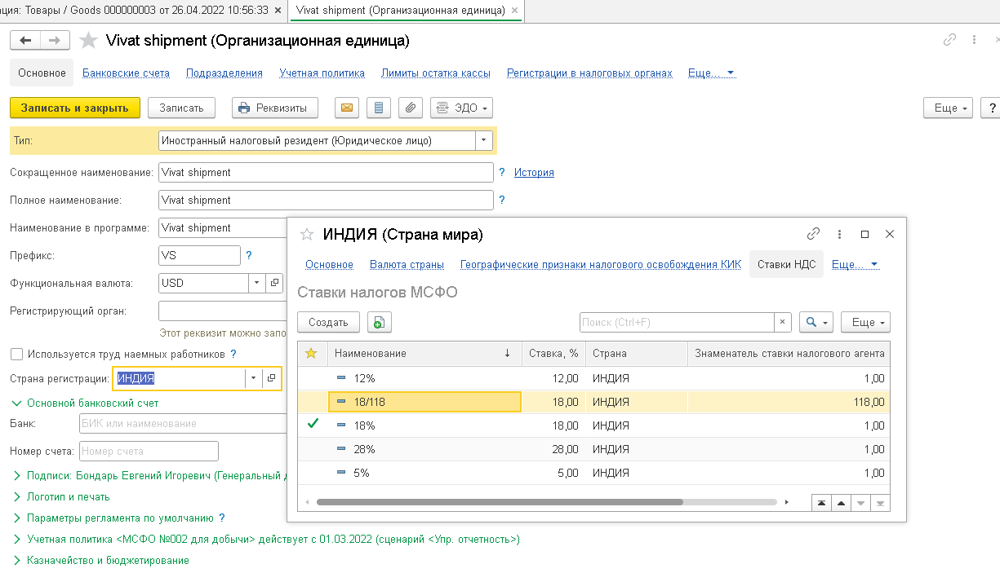 ция: Товары / Goods 000000003 от 26.04.2022 10:56:33 × Vivat shipment (Организационная единица) ×
Vivat shipment (Организационная единица)
Основное Банковские счета Подразделения Учетная политика Лимиты остатка кассы Регистрации в налоговых органах Еще...
Записать и закрыть Записать Реквизиты ЭДО Еще ?
Тип: Иностранный налоговый резидент (Юридическое лицо)
Сокращенное наименование: Vivat shipment ? История
Полное наименование: Vivat shipment ?
Наименование в программе: Vivat shipment
Префикс: VS ?
Функциональная валюта: USD
Регистрирующий орган:
Этот реквизит можно запо
Используется труд наемных работников ?
Страна регистрации: ИНДИЯ
Основной банковский счет
Банк: БИК или наименование
Номер счета: Номер счета
Подписи: Бондарь Евгений Игоревич (Генеральный д
Логотип и печать
Параметры регламента по умолчанию ?
Учетная политика <МСФО №002 для добычи> действует с 01.03.2022 (сценарий <Упр. отчетность>)
Казначейство и бюджетирование
ИНДИЯ (Страна мира)
Основное Валюта страны Географические признаки налогового освобождения КИК Ставки НДС Еще...
Ставки налогов МСФО
Создать Поиск (Ctrl+F) × Еще
Наименование ↓ Ставка, % Страна Знаменатель ставки налогового агента
12% 12,00 ИНДИЯ 1,00
18/118 18,00 ИНДИЯ 118,00
18% 18,00 ИНДИЯ 1,00
28% 28,00 ИНДИЯ 1,00
5% 5,00 ИНДИЯ 1,00